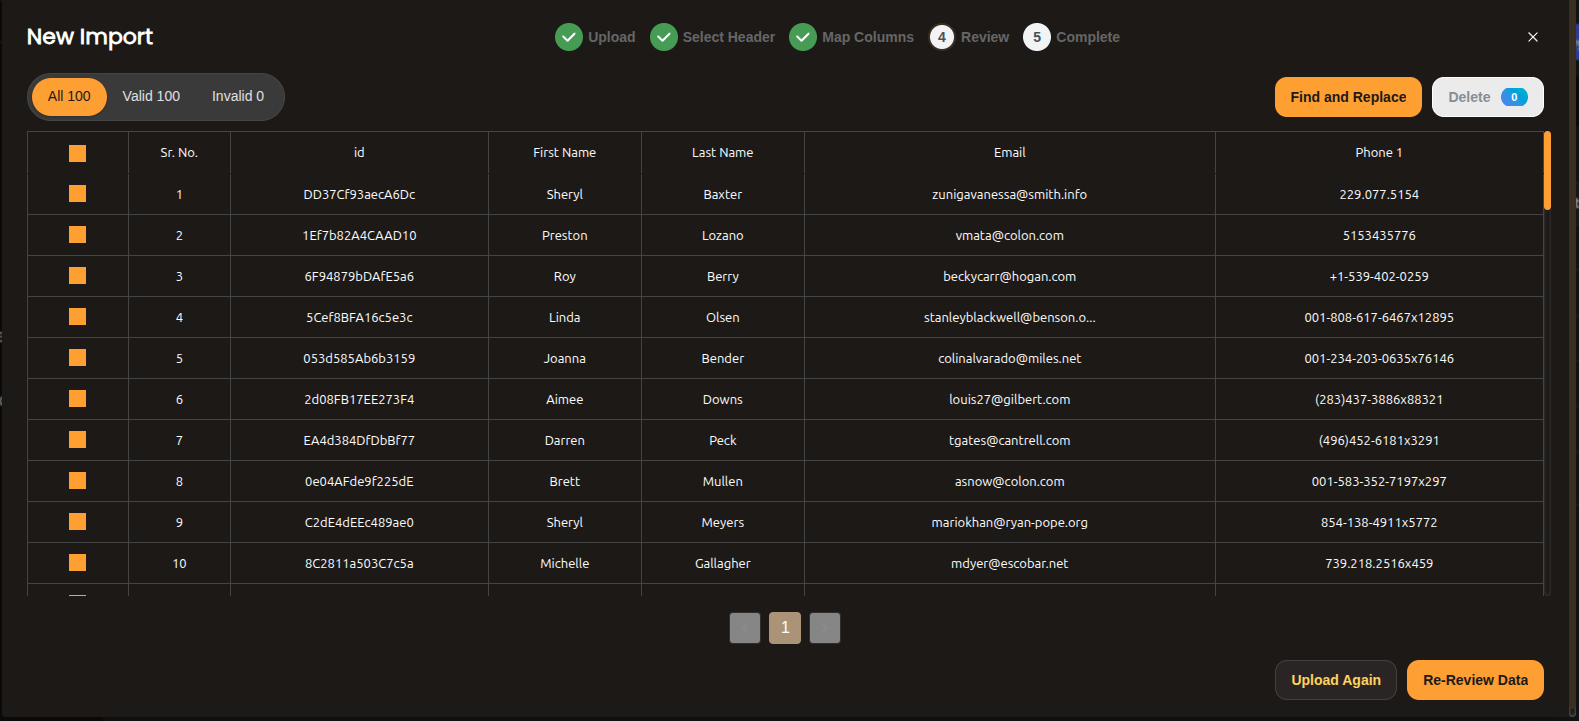 New Import
Upload Select Header Map Columns 4 Review 5 Complete
All 100 Valid 100 Invalid 0 Find and Replace Delete 0
Sr. No. id First Name Last Name Email Phone 1
1 DD37Cf93aecA6Dc Sheryl Baxter zunigavanessa@smith.info 229.077.5154
2 1Ef7b82A4CAAD10 Preston Lozano vmata@colon.com 5153435776
3 6F94879bDAfE5a6 Roy Berry beckycarr@hogan.com +1-539-402-0259
4 5Cef8BFA16c5e3c Linda Olsen stanleyblackwell@benson.o... 001-808-617-6467x12895
5 053d585Ab6b3159 Joanna Bender colinalvarado@miles.net 001-234-203-0635x76146
6 2d08FB17EE273F4 Aimee Downs louis27@gilbert.com (283)437-3886x88321
7 EA4d384DfDbBf77 Darren Peck tgates@cantrell.com (496)452-6181x3291
8 0e04AFde9f225dE Brett Mullen asnow@colon.com 001-583-352-7197x297
9 C2dE4dEEc489ae0 Sheryl Meyers mariokhan@ryan-pope.org 854-138-4911x5772
10 8C2811a503C7c5a Michelle Gallagher mdyer@escobar.net 739.218.2516x459
1
Upload Again Re-Review Data